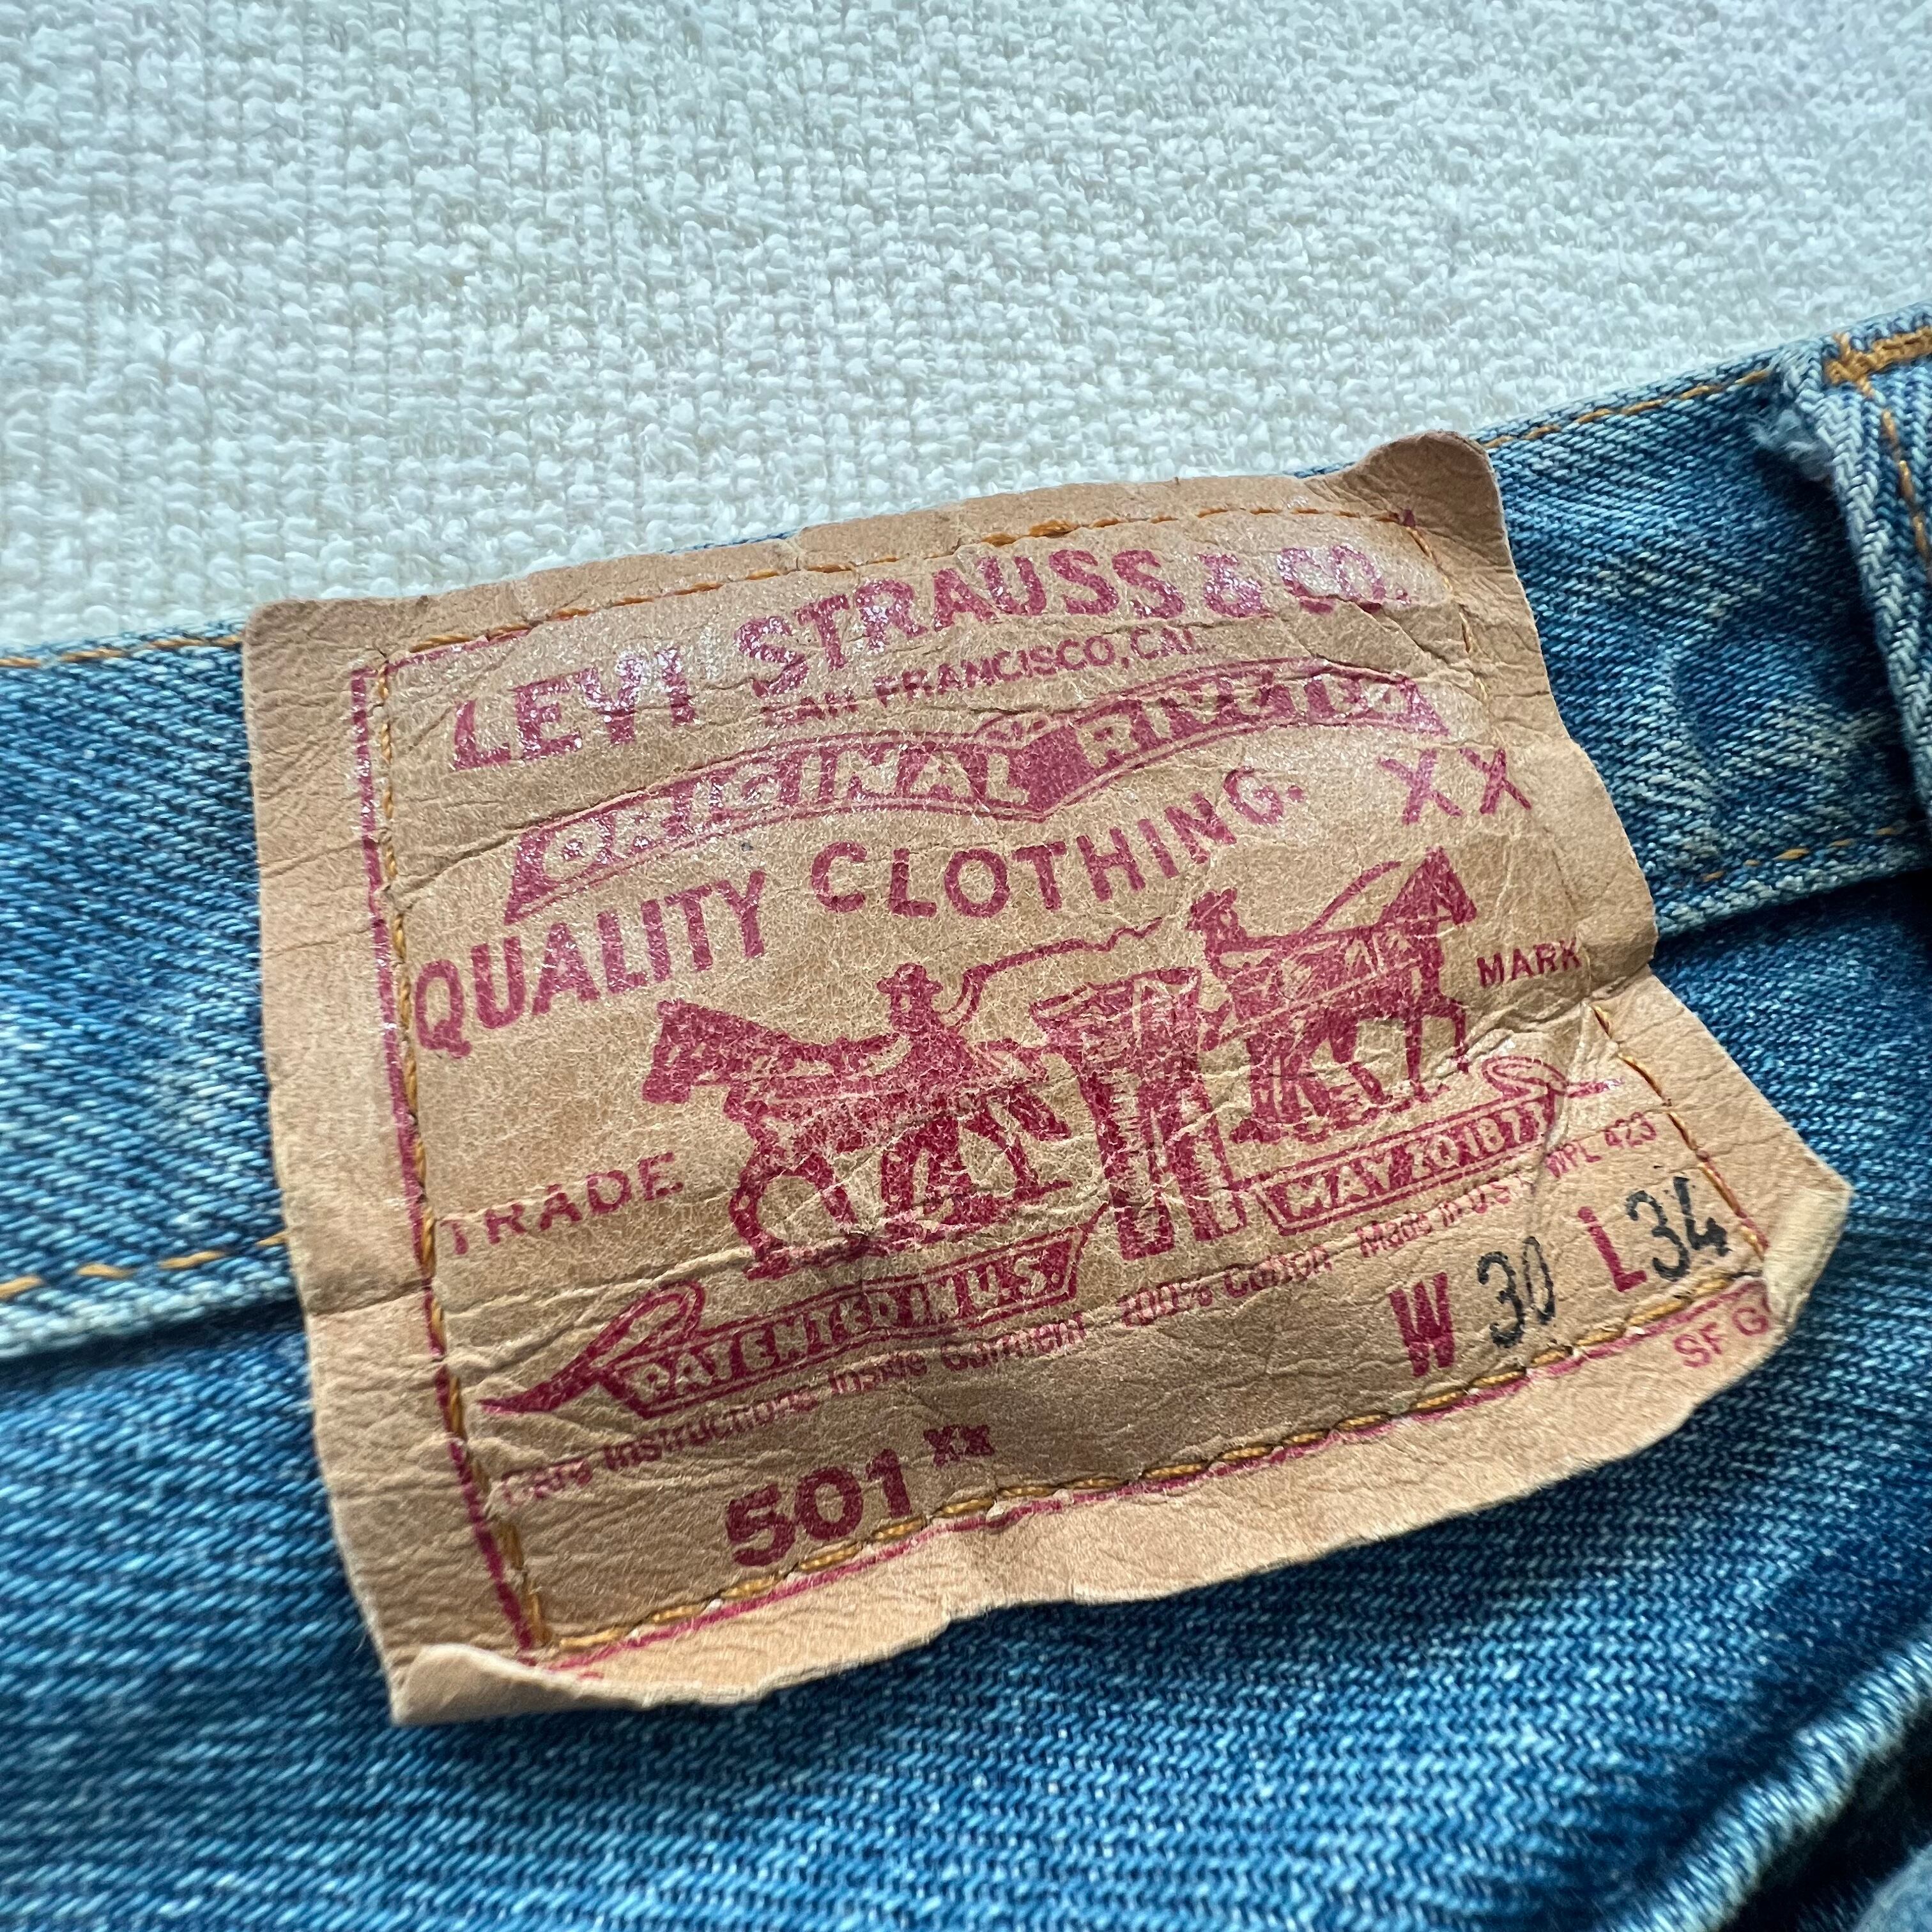 LEVI STRAUSS & CO.
SAN FRANCISCO, CAL.
ORIGINAL RIVETED
QUALITY CLOTHING.
XX
TRADE MARK
PATENTED IN U.S. MAY 20 1873
Care Instructions Inside Garment 100% Cotton Made in U.S.A. WPL 423
501 XX
W 30 L 34
SF G